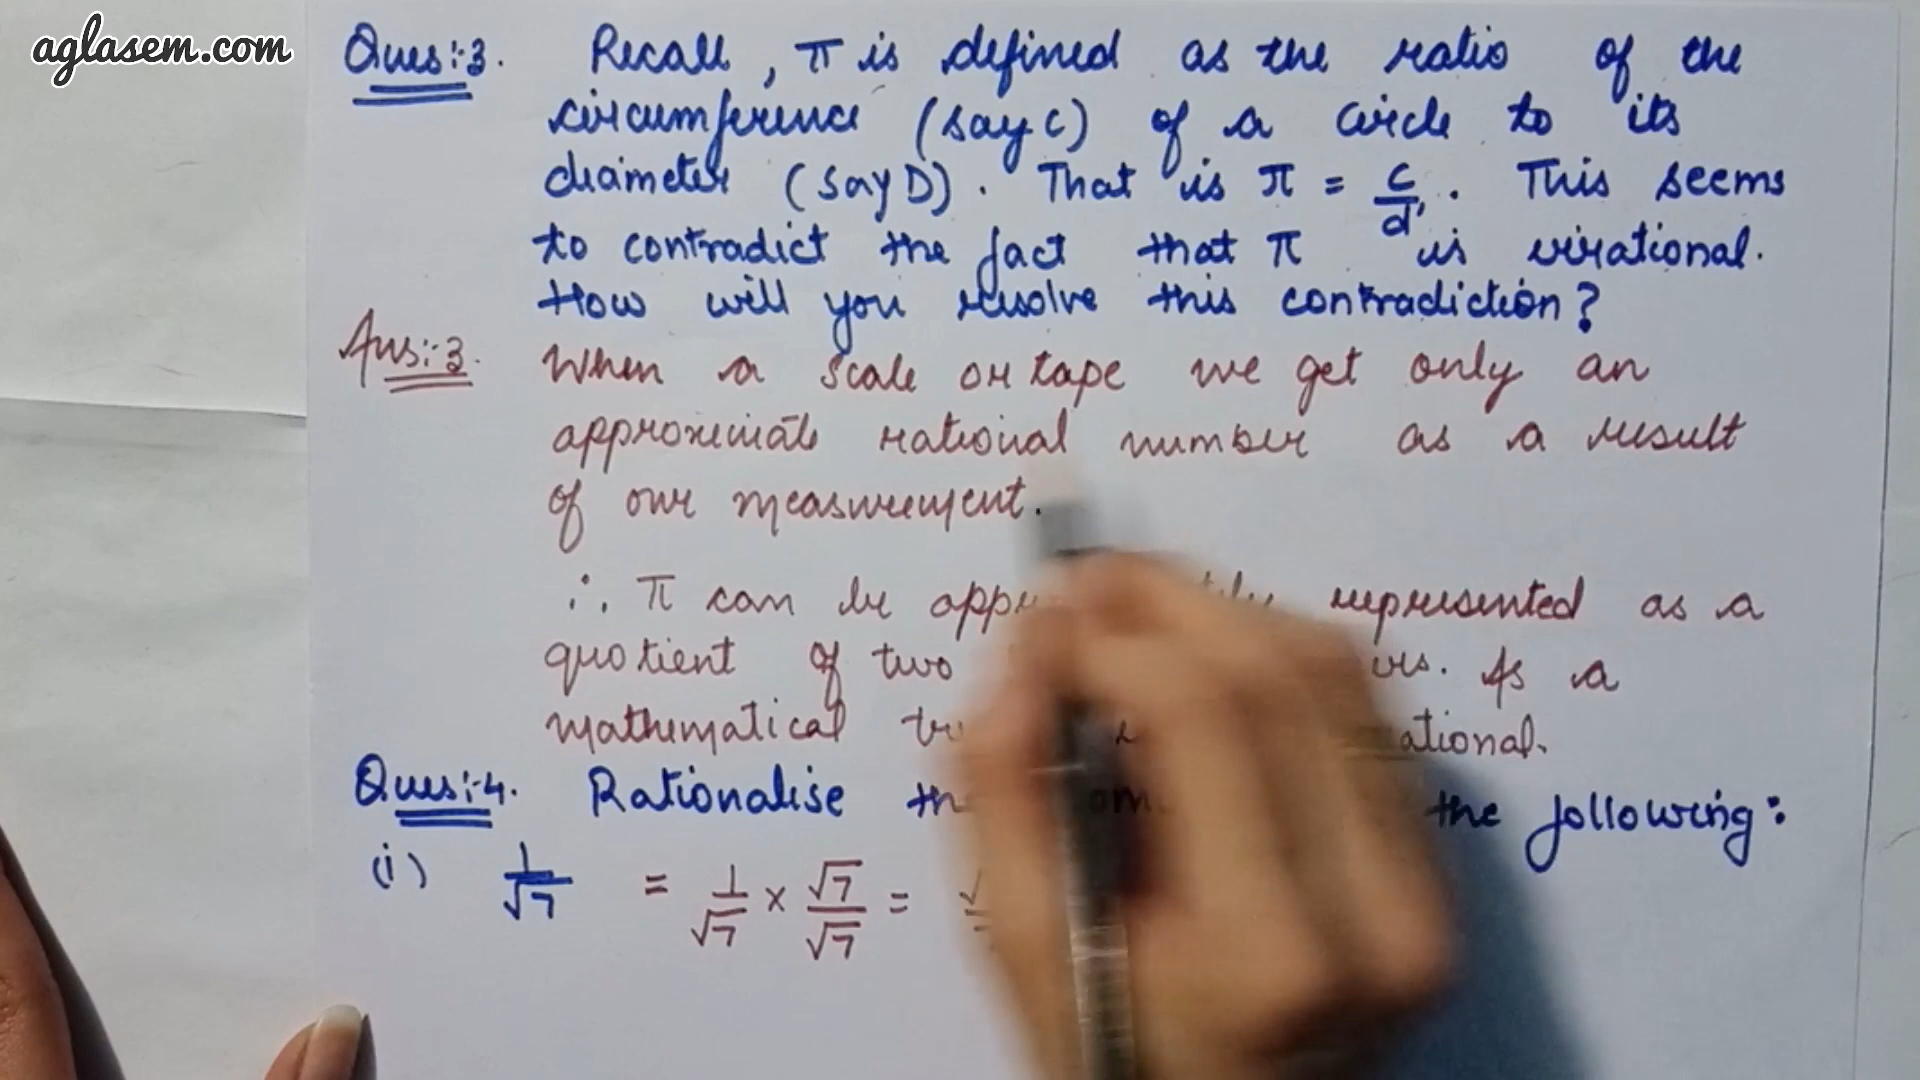 aglasem.com
Ques:-3. Recall, π is defined as the ratio of the
circumference (say C) of a circle to its
diameter (say D). That is π = c/d. This seems
to contradict the fact that π is irrational.
How will you resolve this contradiction?
Ans:-3. When a scale or tape we get only an
approximate rational number as a result
of our measurement.
∴ π can be represented as a
quotient of two As a
mathematical
Ques:-4. Rationalise the following:
(i) 1/√7 = 1/√7 × √7/√7 =